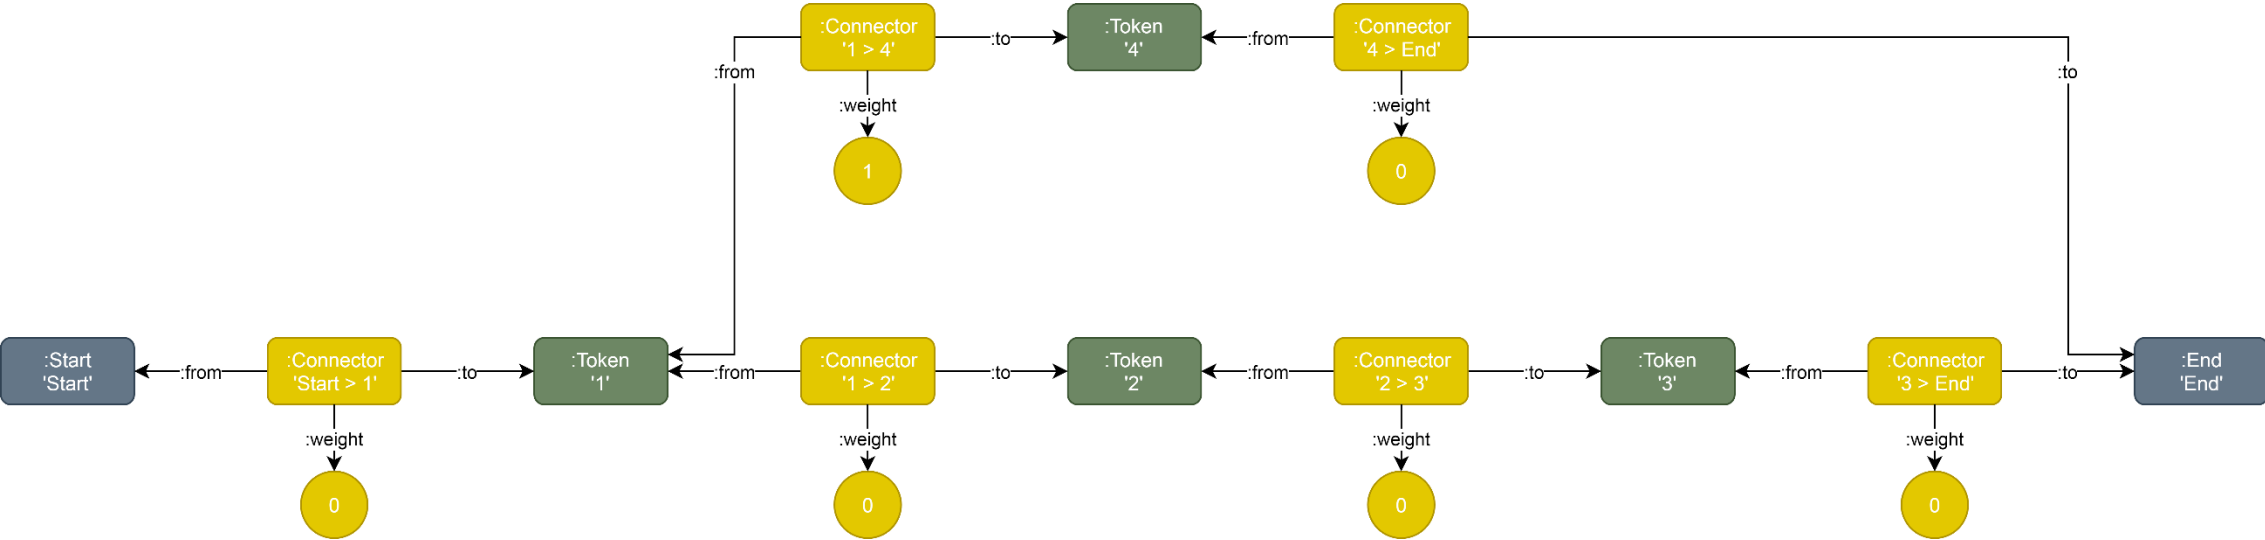 :Connector
'1 > 4'
:to
:Token
'4'
:from
:Connector
'4 > End'
:from
:to
:weight
:weight
1
0
:Start
'Start'
:from
:Connector
'Start > 1'
:to
:Token
'1'
:from
:Connector
'1 > 2'
:to
:Token
'2'
:from
:Connector
'2 > 3'
:to
:Token
'3'
:from
:Connector
'3 > End'
:to
:End
'End'
:weight
:weight
:weight
:weight
0
0
0
0